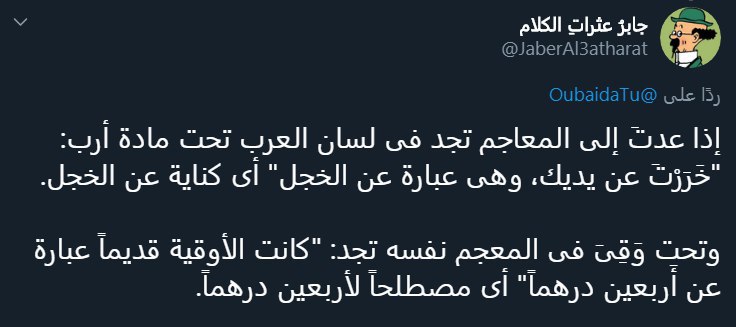 جابرُ عثراتِ الكلام
@JaberAl3atharat
ردًا على @OubaidaTu
إذا عدتَ إلى المعاجم تجد فى لسان العرب تحت مادة أرب:
"خَرَرْتَ عن يديك، وهى عبارة عن الخجل" أى كناية عن الخجل.
وتحت وَقِىَ فى المعجم نفسه تجد: "كانت الأوقية قديماً عبارة
عن أربعين درهماً" أى مصطلحاً لأربعين درهماً.